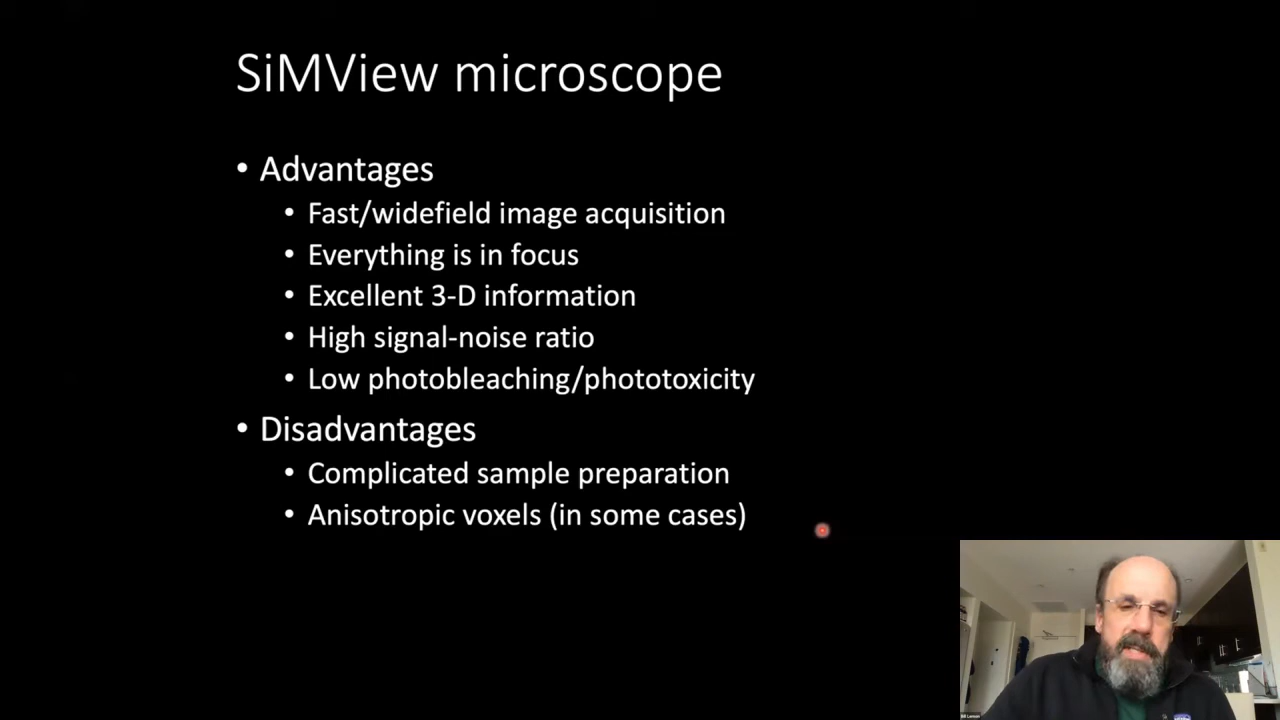 SiMView microscope
• Advantages
• Fast/widefield image acquisition
• Everything is in focus
• Excellent 3-D information
• High signal-noise ratio
• Low photobleaching/phototoxicity
• Disadvantages
• Complicated sample preparation
• Anisotropic voxels (in some cases)